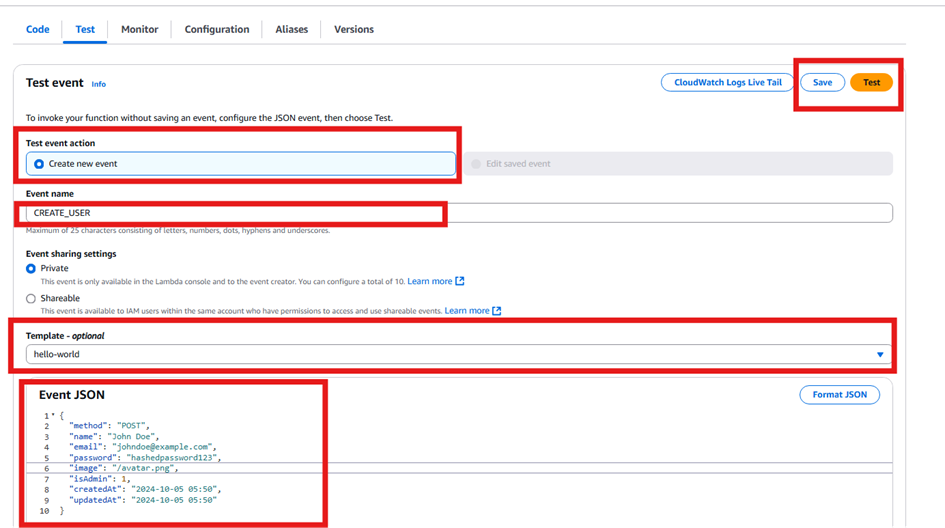 Code Test Monitor Configuration Aliases Versions
Test event Info CloudWatch Logs Live Tail Save Test
To invoke your function without saving an event, configure the JSON event, then choose Test.
Test event action
Create new event Edit saved event
Event name
CREATE_USER
Maximum of 25 characters consisting of letters, numbers, dots, hyphens and underscores.
Event sharing settings
Private
This event is only available in the Lambda console and to the event creator. You can configure a total of 10. Learn more
Shareable
This event is available to IAM users within the same account who have permissions to access and use shareable events. Learn more
Template - optional
hello-world
Event JSON Format JSON
1 {
2 "method": "POST",
3 "name": "John Doe",
4 "email": "johndoe@example.com",
5 "password": "hashedpassword123",
6 "image": "/avatar.png",
7 "isAdmin": 1,
8 "createdAt": "2024-10-05 05:50",
9 "updatedAt": "2024-10-05 05:50"
10 }